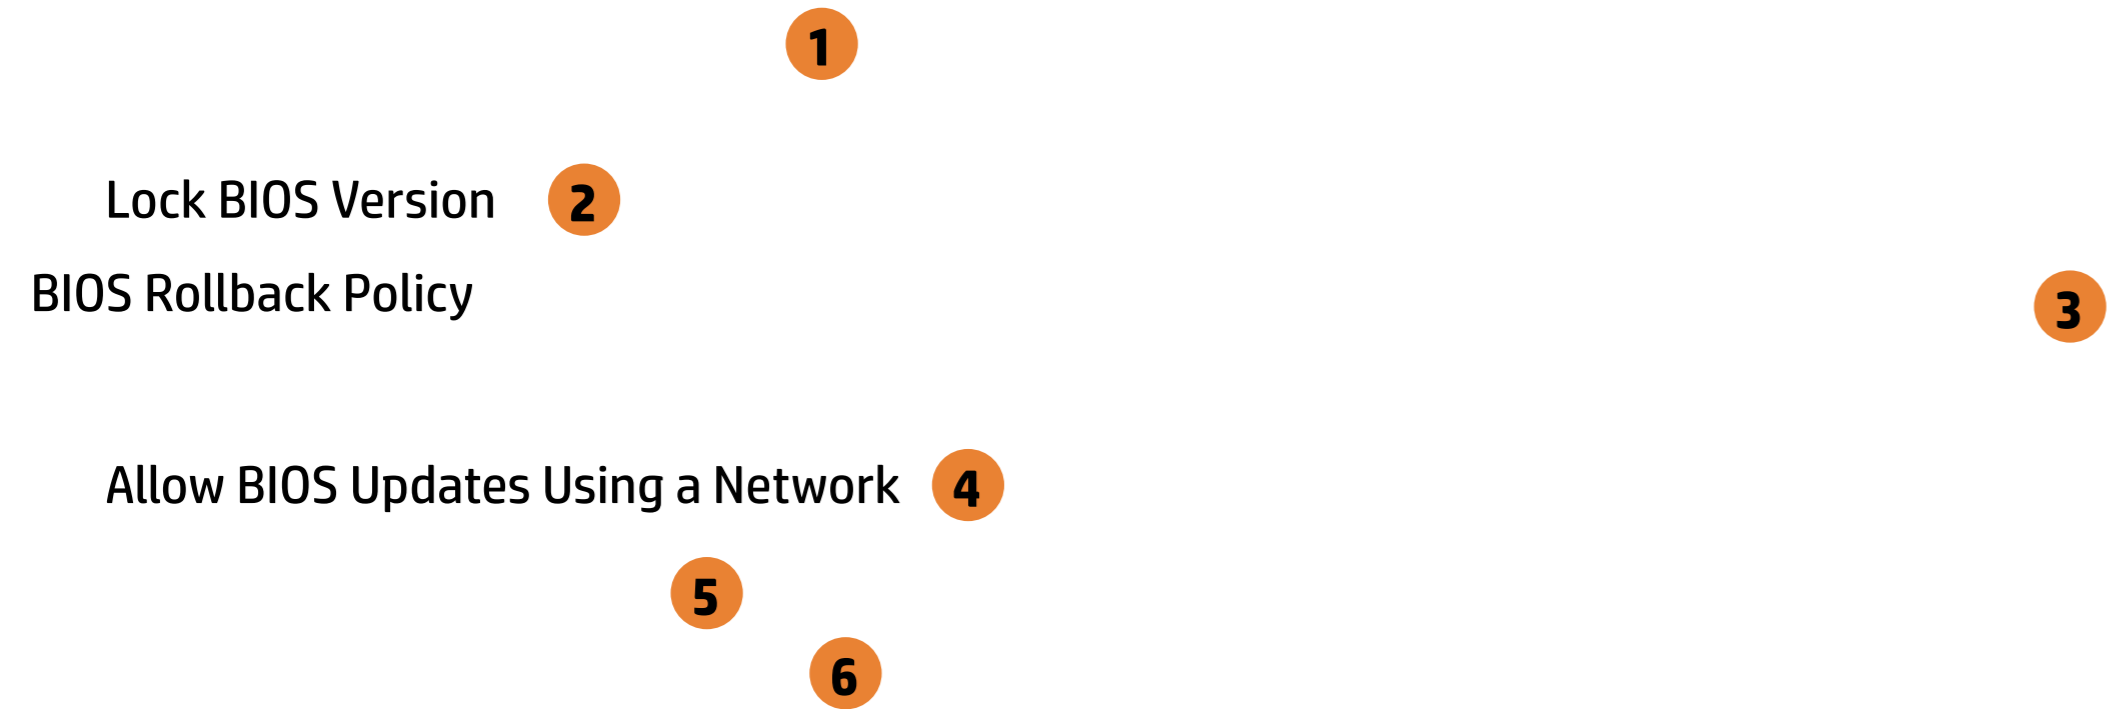 1
Lock BIOS Version 2
BIOS Rollback Policy 3
Allow BIOS Updates Using a Network 4
5
6